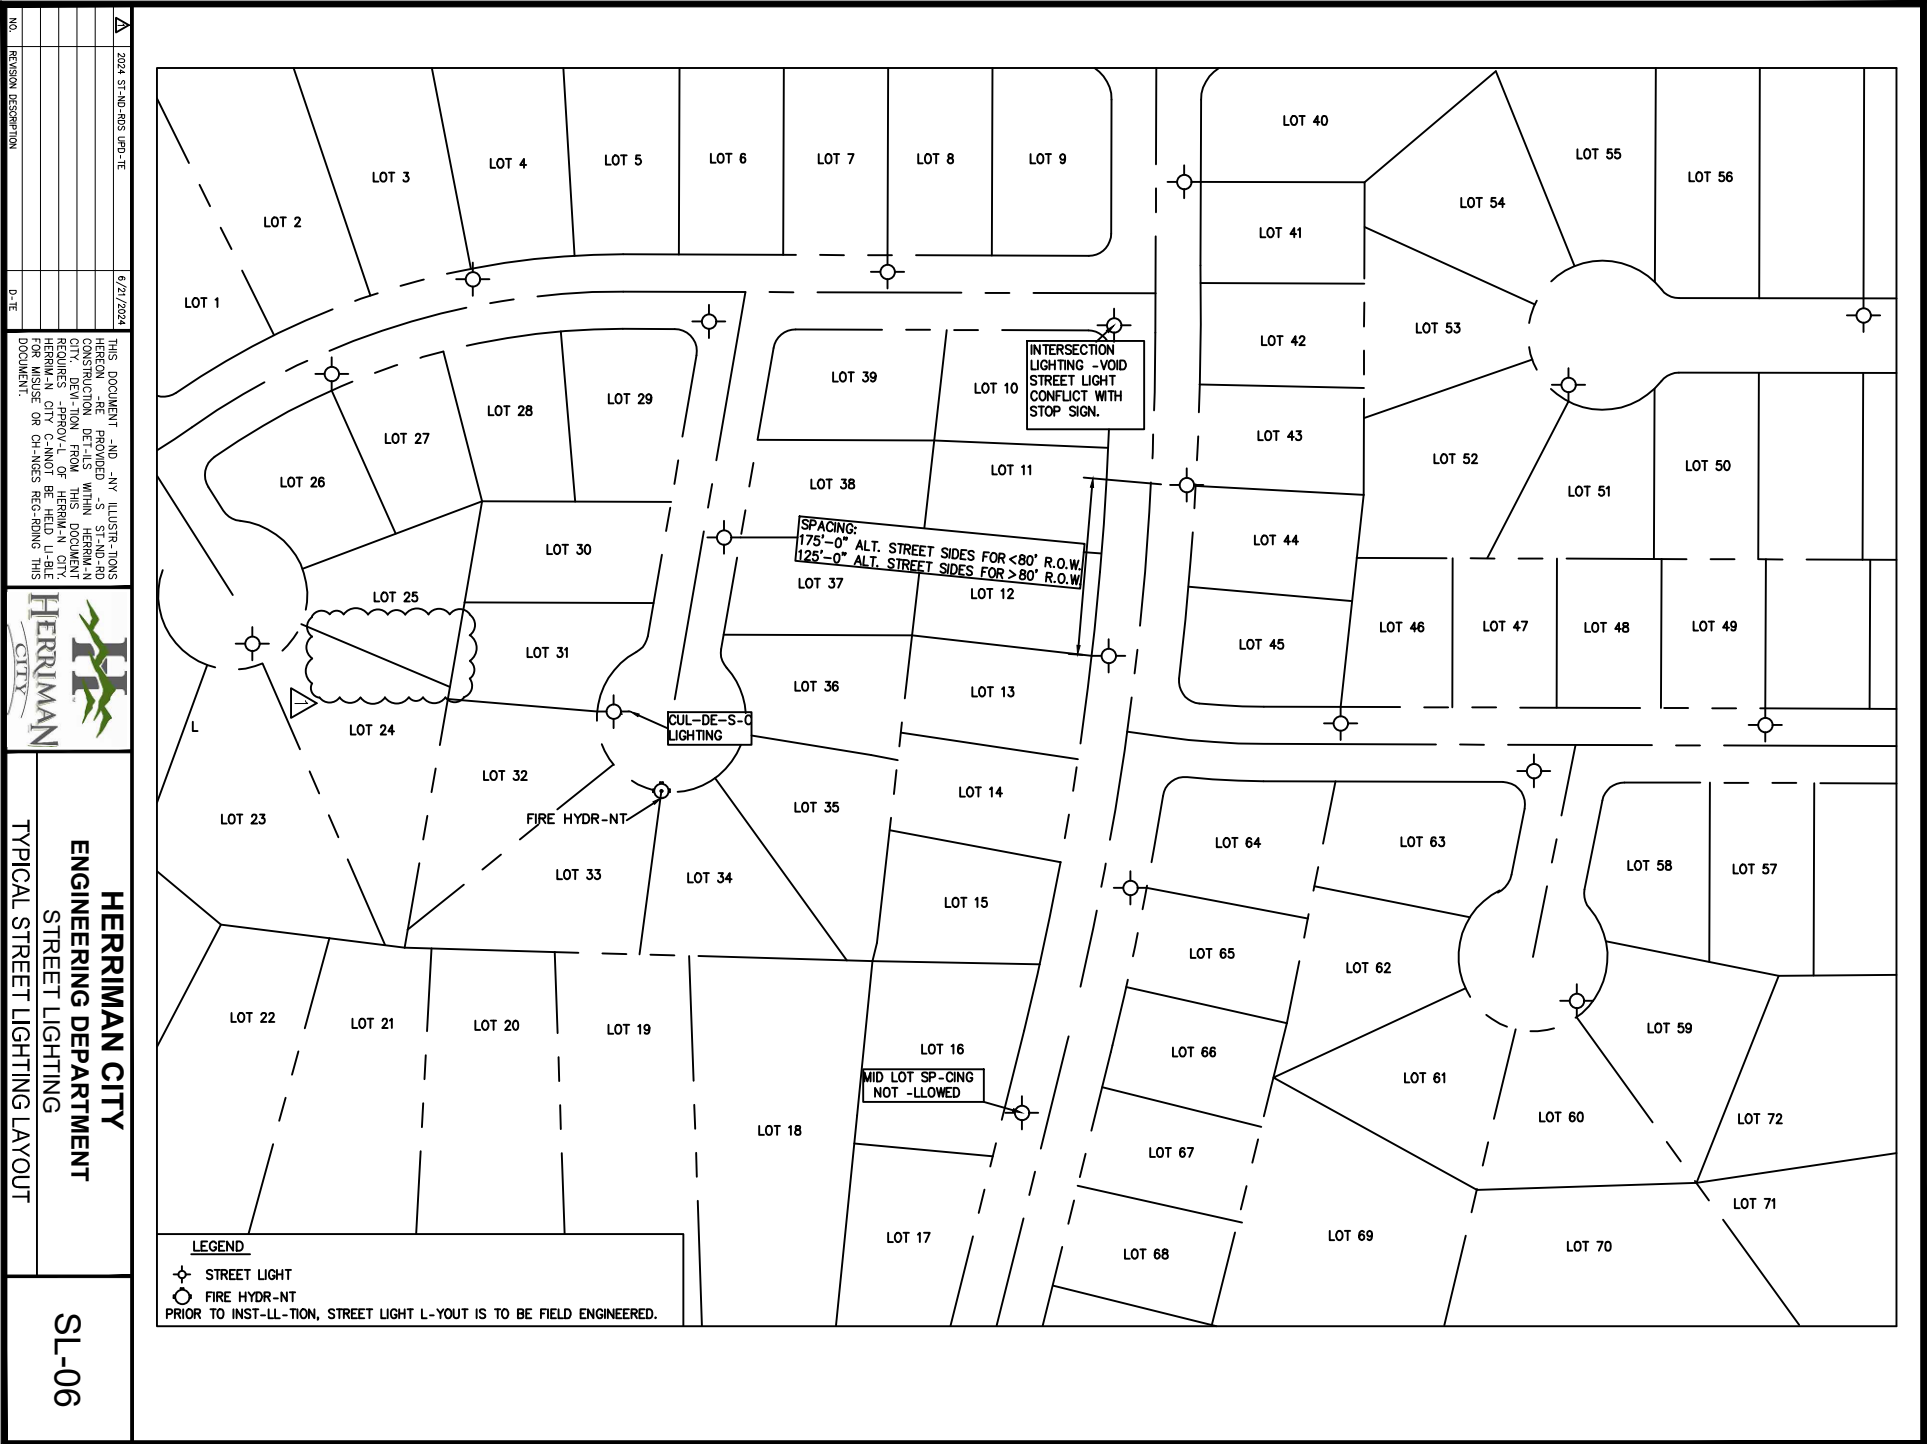 LOT 1
LOT 2
LOT 3
LOT 4
LOT 5
LOT 6
LOT 7
LOT 8
LOT 9
LOT 40
LOT 41
LOT 42
LOT 43
LOT 44
LOT 45
LOT 54
LOT 55
LOT 56
LOT 53
LOT 52
LOT 51
LOT 50
LOT 46
LOT 47
LOT 48
LOT 49
LOT 26
LOT 27
LOT 28
LOT 29
LOT 39
LOT 10
INTERSECTION
LIGHTING -VOID
STREET LIGHT
CONFLICT WITH
STOP SIGN.
LOT 38
LOT 11
SPACING:
175'-0" ALT. STREET SIDES FOR <80' R.O.W.
125'-0" ALT. STREET SIDES FOR >80' R.O.W.
LOT 37
LOT 12
LOT 25
LOT 30
LOT 31
LOT 36
LOT 13
1
L
LOT 24
CUL-DE-S-C
LIGHTING
LOT 23
LOT 32
FIRE HYDR-NT
LOT 33
LOT 34
LOT 35
LOT 14
LOT 15
LOT 22
LOT 21
LOT 20
LOT 19
LOT 18
LOT 16
MID LOT SP-CING
NOT -LLOWED
LOT 17
LOT 64
LOT 63
LOT 58
LOT 57
LOT 65
LOT 62
LOT 66
LOT 61
LOT 59
LOT 60
LOT 72
LOT 67
LOT 71
LOT 68
LOT 69
LOT 70
LEGEND
STREET LIGHT
FIRE HYDR-NT
PRIOR TO INST-LL-TION, STREET LIGHT L-YOUT IS TO BE FIELD ENGINEERED.
1 2024 ST-ND-RDS UPD-TE 6/21/2024
NO. REVISION DESCRIPTION D-TE
THIS DOCUMENT -ND -NY ILLUSTR-TIONS
HEREON -RE PROVIDED -S ST-ND-RD
CONSTRUCTION DET-ILS WITHIN HERRIM-N
CITY. DEVI-TION FROM THIS DOCUMENT
REQUIRES -PPROV-L OF HERRIM-N CITY.
HERRIM-N CITY C-NNOT BE HELD LI-BLE
FOR MISUSE OR CH-NGES REG-RDING THIS
DOCUMENT.
H
HERRIMAN
CITY
HERRIMAN CITY
ENGINEERING DEPARTMENT
STREET LIGHTING
TYPICAL STREET LIGHTING LAYOUT
SL-06